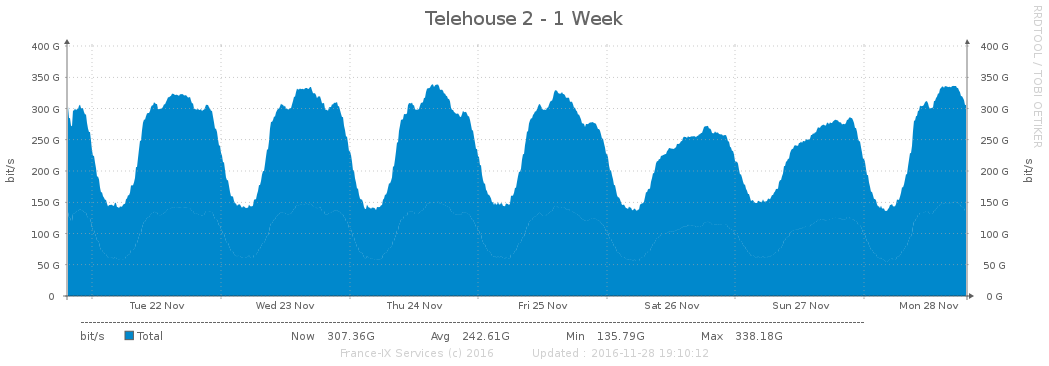 Telehouse 2 - 1 Week
RRDTOOL / TOBI OETIKER
400 G 400 G
350 G 350 G
300 G 300 G
250 G 250 G
200 G 200 G
150 G 150 G
100 G 100 G
50 G 50 G
0 0 G
bit/s
bit/s
Tue 22 Nov Wed 23 Nov Thu 24 Nov Fri 25 Nov Sat 26 Nov Sun 27 Nov Mon 28 Nov
bit/s Total Now 307.36G Avg 242.61G Min 135.79G Max 338.18G
France-IX Services (c) 2016 Updated : 2016-11-28 19:10:12